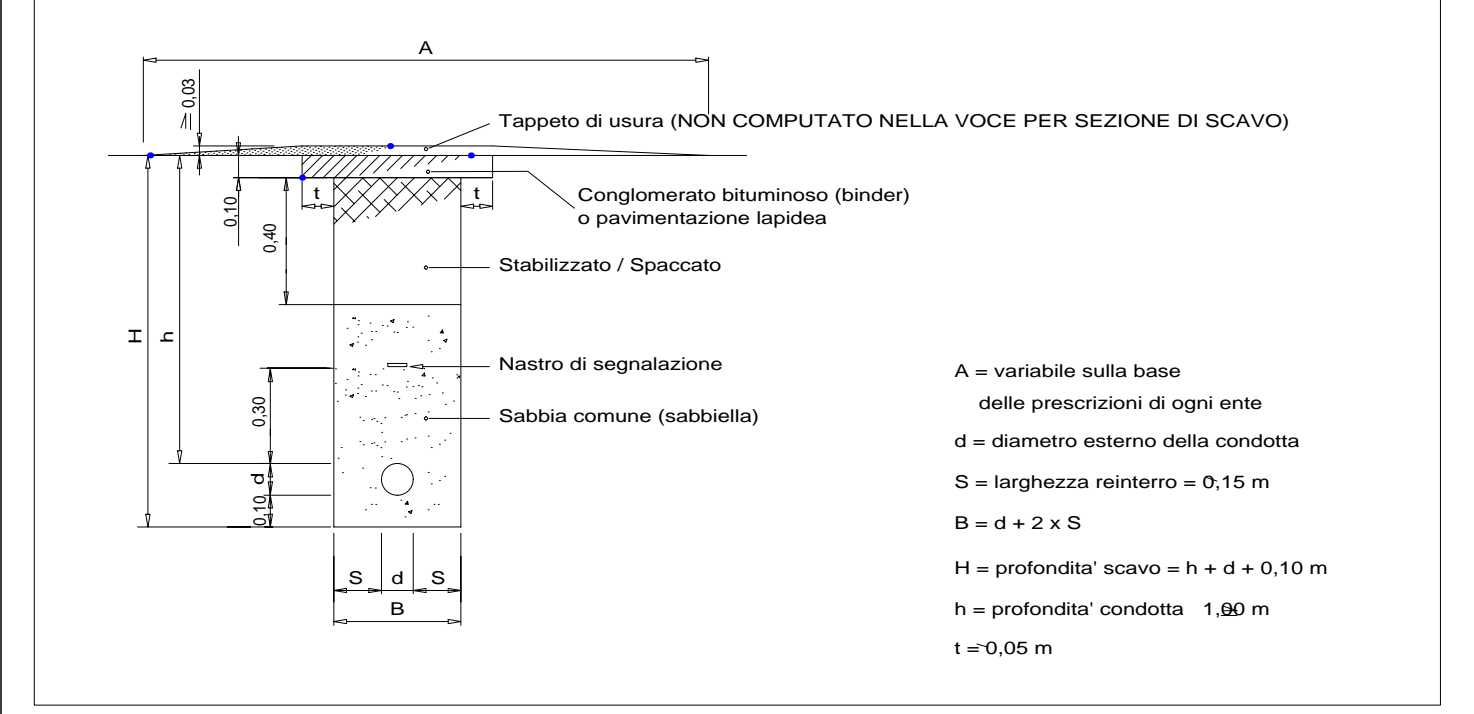 A
≥ 0,03
Tappeto di usura (NON COMPUTATO NELLA VOCE PER SEZIONE DI SCAVO)
0,10
t
t
Conglomerato bituminoso (binder)
o pavimentazione lapidea
0,40
Stabilizzato / Spaccato
H
h
Nastro di segnalazione
0,30
Sabbia comune (sabbiella)
d
0,10
S
d
S
B
A = variabile sulla base
delle prescrizioni di ogni ente
d = diametro esterno della condotta
S = larghezza reinterro = 0,15 m
B = d + 2 x S
H = profondita' scavo = h + d + 0,10 m
h = profondita' condotta 1,00 m
t = 0,05 m